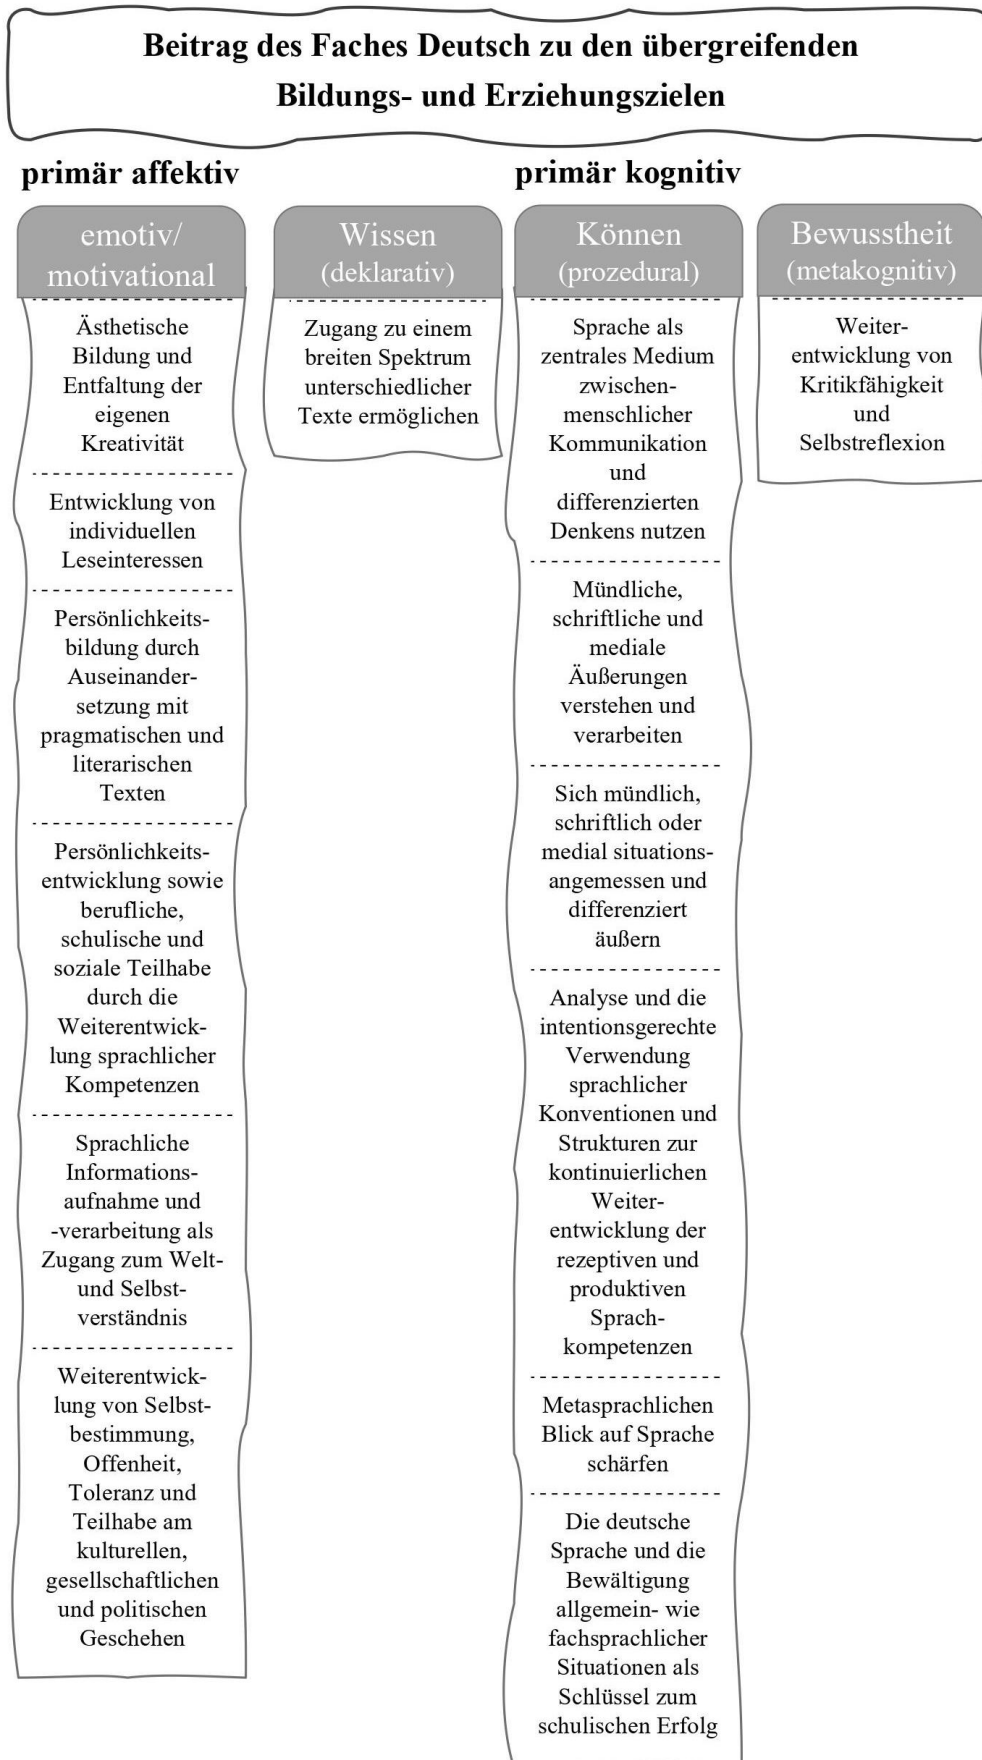 Beitrag des Faches Deutsch zu den übergreifenden
Bildungs- und Erziehungszielen
primär affektiv
primär kognitiv
emotiv/
motivational
Ästhetische
Bildung und
Entfaltung der
eigenen
Kreativität
Entwicklung von
individuellen
Leseinteressen
Persönlichkeits-
bildung durch
Auseinander-
setzung mit
pragmatischen und
literarischen
Texten
Persönlichkeits-
entwicklung sowie
berufliche,
schulische und
soziale Teilhabe
durch die
Weiterentwick-
lung sprachlicher
Kompetenzen
Sprachliche
Informations-
aufnahme und
-verarbeitung als
Zugang zum Welt-
und Selbst-
verständnis
Weiterentwick-
lung von Selbst-
bestimmung,
Offenheit,
Toleranz und
Teilhabe am
kulturellen,
gesellschaftlichen
und politischen
Geschehen
Wissen
(deklarativ)
Zugang zu einem
breiten Spektrum
unterschiedlicher
Texte ermöglichen
Können
(prozedural)
Sprache als
zentrales Medium
zwischen-
menschlicher
Kommunikation
und
differenzierten
Denkens nutzen
Mündliche,
schriftliche und
mediale
Äußerungen
verstehen und
verarbeiten
Sich mündlich,
schriftlich oder
medial situations-
angemessen und
differenziert
äußern
Analyse und die
intentionsgerechte
Verwendung
sprachlicher
Konventionen und
Strukturen zur
kontinuierlichen
Weiter-
entwicklung der
rezeptiven und
produktiven
Sprach-
kompetenzen
Metasprachlichen
Blick auf Sprache
schärfen
Die deutsche
Sprache und die
Bewältigung
allgemein- wie
fachsprachlicher
Situationen als
Schlüssel zum
schulischen Erfolg
Bewusstheit
(metakognitiv)
Weiter-
entwicklung von
Kritikfähigkeit
und
Selbstreflexion